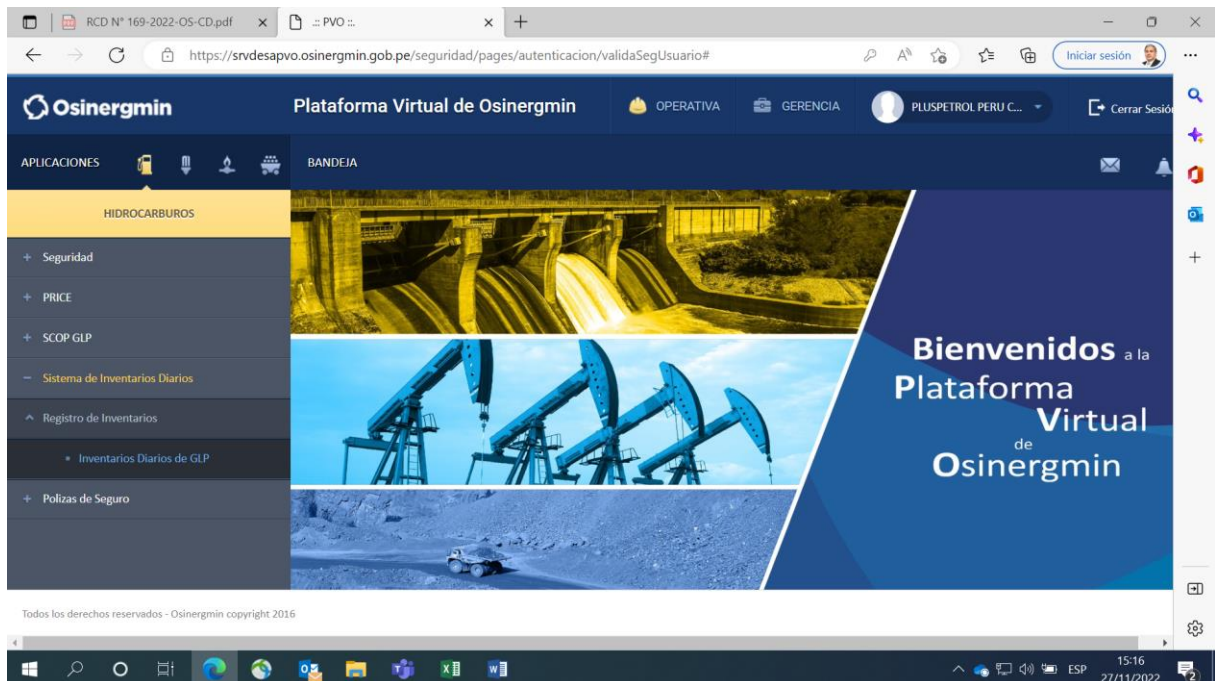 RCD N° 169-2022-OS-CD.pdf
.:: PVO ::.
https://srvdesapvo.osinergmin.gob.pe/seguridad/pages/autenticacion/validaSegUsuario#
Iniciar sesión
Osinergmin
Plataforma Virtual de Osinergmin
OPERATIVA
GERENCIA
PLUSPETROL PERU C...
Cerrar Sesión
APLICACIONES
BANDEJA
HIDROCARBUROS
+ Seguridad
+ PRICE
+ SCOP GLP
− Sistema de Inventarios Diarios
Registro de Inventarios
• Inventarios Diarios de GLP
+ Polizas de Seguro
Bienvenidos a la
Plataforma
Virtual
de
Osinergmin
Todos los derechos reservados - Osinergmin copyright 2016
ESP
15:16
27/11/2022
2